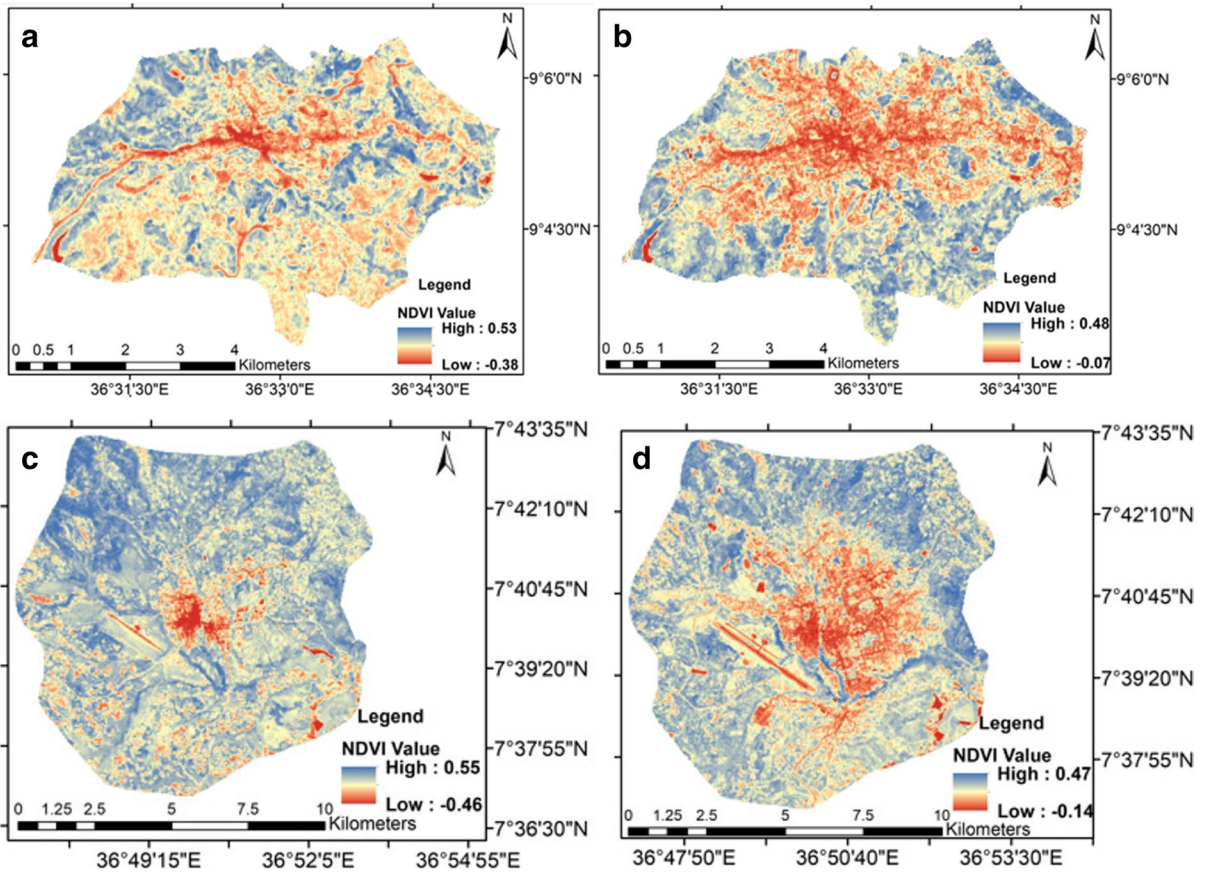 a
N
9°6'0"N
9°4'30"N
Legend
NDVI Value
High : 0.53
Low : -0.38
0 0.5 1 2 3 4
Kilometers
36°31'30"E 36°33'0"E 36°34'30"E
b
N
9°6'0"N
9°4'30"N
Legend
NDVI Value
High : 0.48
Low : -0.07
0 0.5 1 2 3 4
Kilometers
36°31'30"E 36°33'0"E 36°34'30"E
c
N
7°43'35"N
7°42'10"N
7°40'45"N
7°39'20"N
7°37'55"N
7°36'30"N
Legend
NDVI Value
High : 0.55
Low : -0.46
0 1.25 2.5 5 7.5 10
Kilometers
36°49'15"E 36°52'5"E 36°54'55"E
d
N
7°43'35"N
7°42'10"N
7°40'45"N
7°39'20"N
7°37'55"N
Legend
NDVI Value
High : 0.47
Low : -0.14
0 1.25 2.5 5 7.5 10
Kilometers
36°47'50"E 36°50'40"E 36°53'30"E